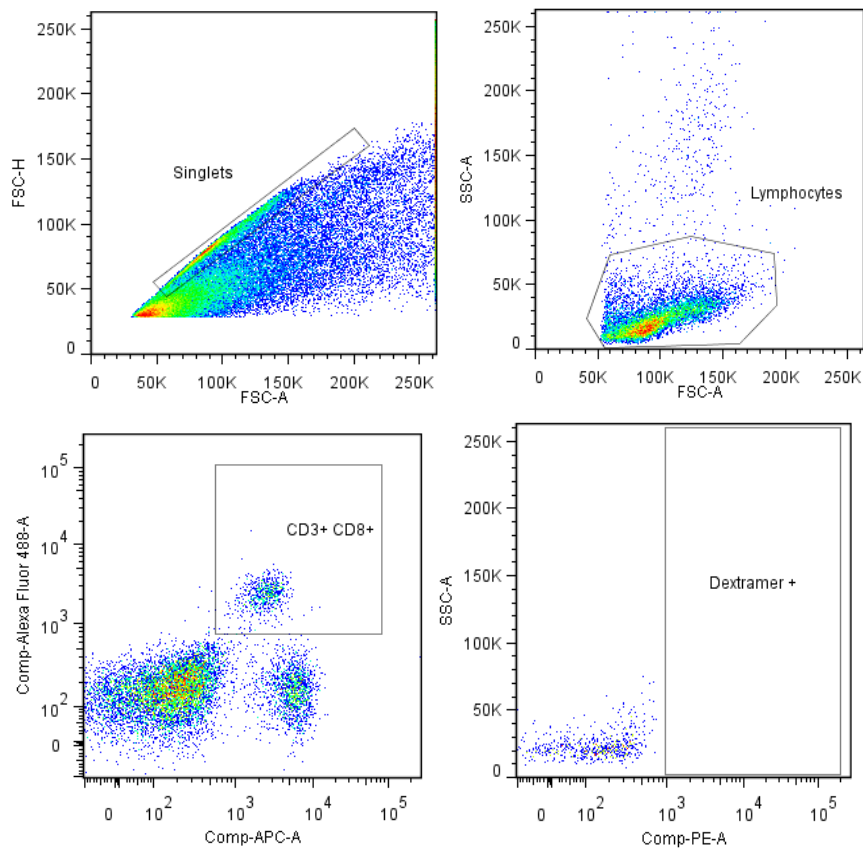 250K
200K
150K
100K
50K
0
FSC-H
Singlets
0 50K 100K 150K 200K 250K
FSC-A
250K
200K
150K
100K
50K
0
SSC-A
Lymphocytes
0 50K 100K 150K 200K 250K
FSC-A
10^5
10^4
10^3
10^2
0
Comp-Alexa Fluor 488-A
CD3+ CD8+
0 10^2 10^3 10^4 10^5
Comp-APC-A
250K
200K
150K
100K
50K
0
SSC-A
Dextramer +
0 10^2 10^3 10^4 10^5
Comp-PE-A